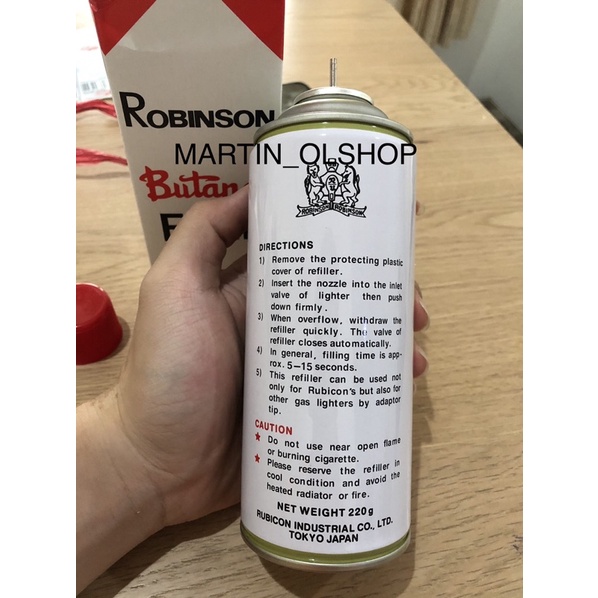 ROBINSON
Butan
MARTIN_OLSHOP
ROBINSON ROBINSON
DIRECTIONS
1) Remove the protecting plastic
cover of refiller.
2) Insert the nozzle into the inlet
valve of lighter then push
down firmly.
3) When overflow, withdraw the
refiller quickly. The valve of
refiller closes automatically.
4) In general, filling time is app-
rox. 5-15 seconds.
5) This refiller can be used not
only for Rubicon's but also for
other gas lighters by adaptor
tip.
CAUTION
★ Do not use near open flame
or burning cigarette.
★ Please reserve the refiller in
cool condition and avoid the
heated radiator or fire.
NET WEIGHT 220g
RUBICON INDUSTRIAL CO., LTD.
TOKYO JAPAN